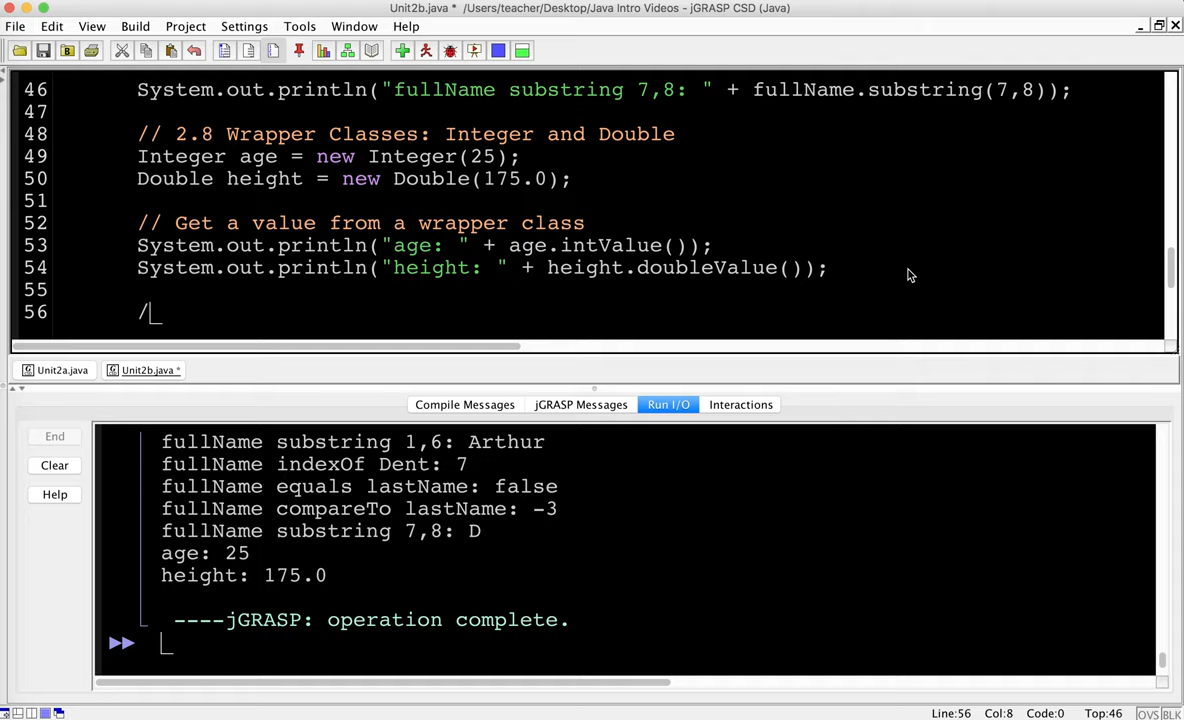 Unit2b.java * /Users/teacher/Desktop/Java Intro Videos - jGRASP CSD (Java)
File Edit View Build Project Settings Tools Window Help
46 System.out.println("fullName substring 7,8: " + fullName.substring(7,8));
47
48 // 2.8 Wrapper Classes: Integer and Double
49 Integer age = new Integer(25);
50 Double height = new Double(175.0);
51
52 // Get a value from a wrapper class
53 System.out.println("age: " + age.intValue());
54 System.out.println("height: " + height.doubleValue());
55
56 /
Unit2a.java Unit2b.java *
Compile Messages jGRASP Messages Run I/O Interactions
End
Clear
Help
fullName substring 1,6: Arthur
fullName indexOf Dent: 7
fullName equals lastName: false
fullName compareTo lastName: -3
fullName substring 7,8: D
age: 25
height: 175.0
----jGRASP: operation complete.
Line:56 Col:8 Code:0 Top:46 OVS BLK